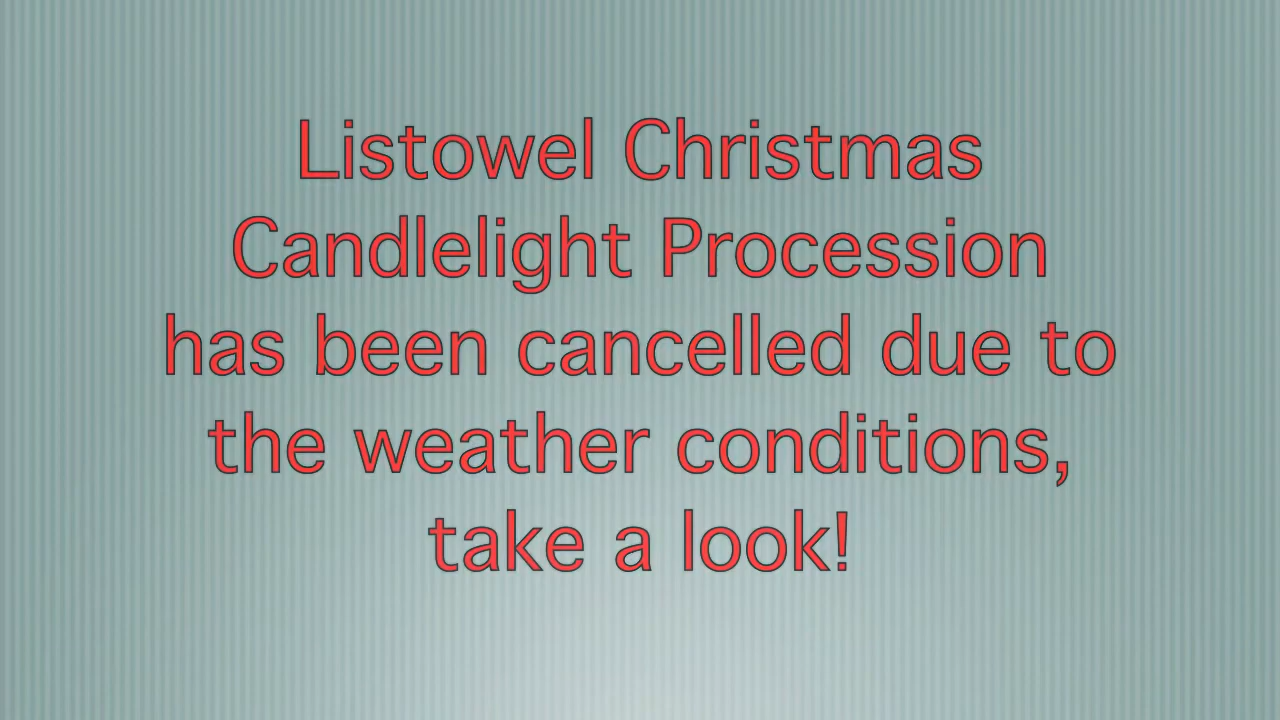 Listowel Christmas
Candlelight Procession
has been cancelled due to
the weather conditions,
take a look!